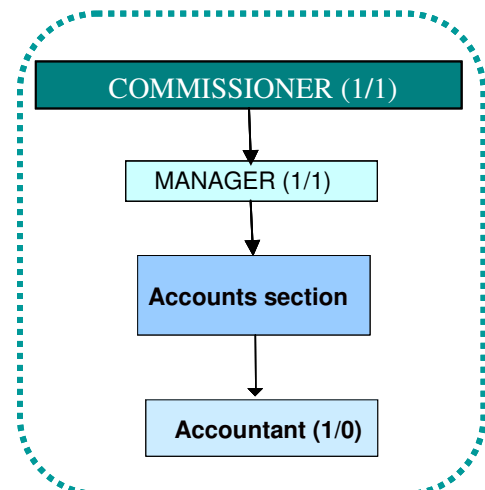 COMMISSIONER (1/1)
MANAGER (1/1)
Accounts section
Accountant (1/0)